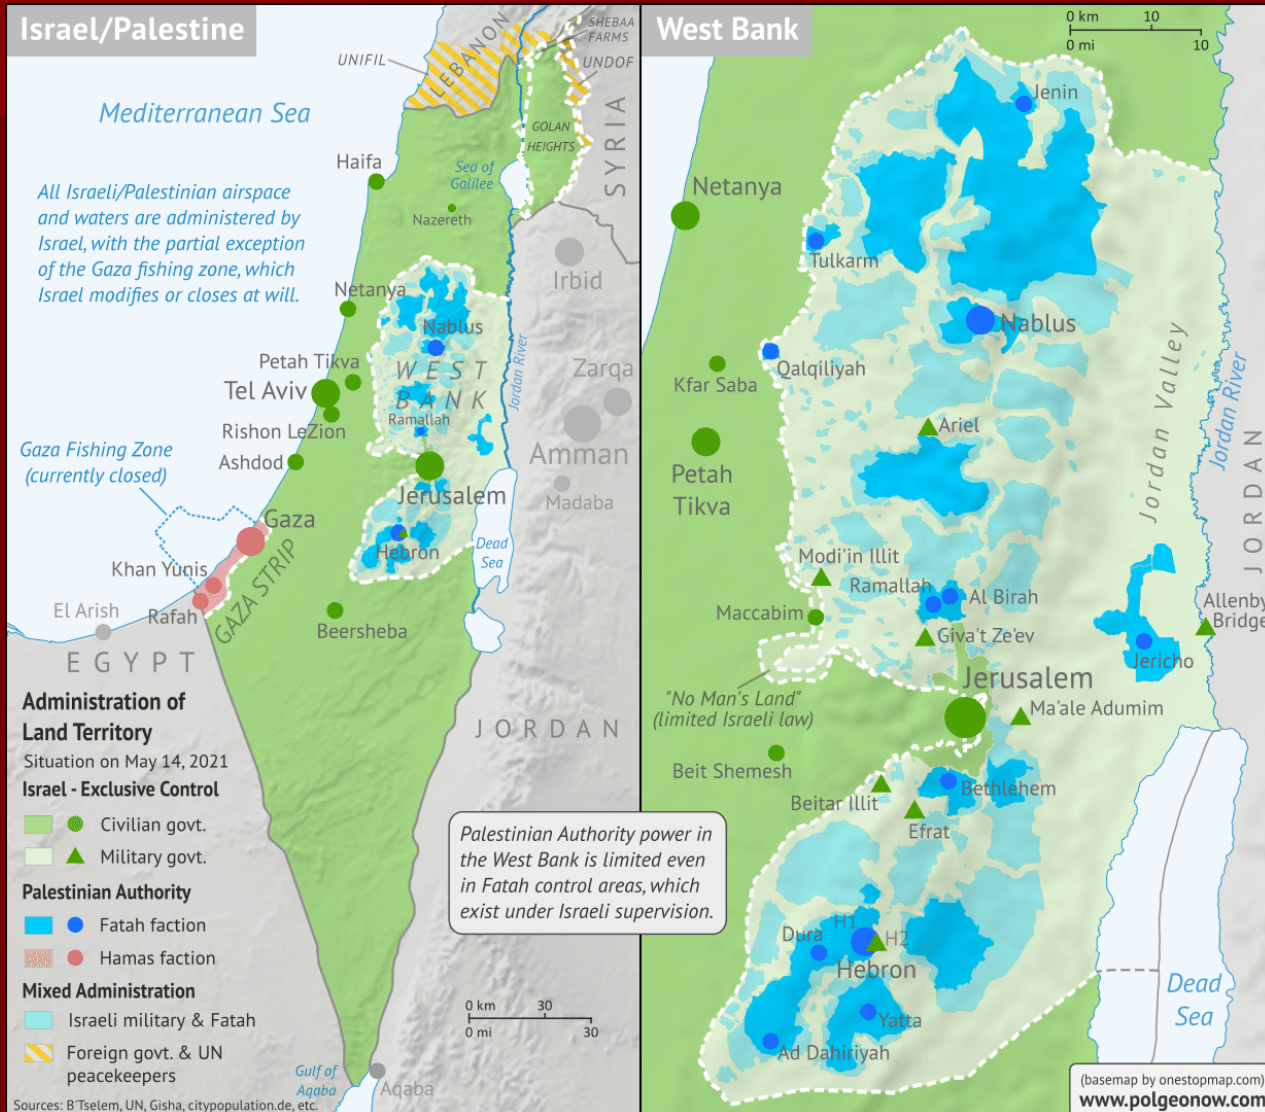 Israel/Palestine
UNIFIL
LEBANON
SHEBAA
FARMS
UNDOF
Mediterranean Sea
GOLAN
HEIGHTS
SYRIA
Haifa
Sea of
Galilee
Nazereth
All Israeli/Palestinian airspace
and waters are administered by
Israel, with the partial exception
of the Gaza fishing zone, which
Israel modifies or closes at will.
Irbid
Netanya
Nablus
Petah Tikva
WEST
BANK
Jordan River
Zarqa
Tel Aviv
Ramallah
Rishon LeZion
Amman
Gaza Fishing Zone
(currently closed)
Ashdod
Jerusalem
Madaba
Gaza
Hebron
Dead
Sea
Khan Yunis
GAZA STRIP
El Arish
Rafah
Beersheba
EGYPT
JORDAN
Administration of
Land Territory
Situation on May 14, 2021
Israel - Exclusive Control
Civilian govt.
Military govt.
Palestinian Authority
Fatah faction
Hamas faction
Mixed Administration
Israeli military & Fatah
Foreign govt. & UN
peacekeepers
Palestinian Authority power in
the West Bank is limited even
in Fatah control areas, which
exist under Israeli supervision.
0 km 30
0 mi 30
Gulf of
Aqaba
Aqaba
Sources: B'Tselem, UN, Gisha, citypopulation.de, etc.
West Bank
0 km 10
0 mi 10
Jenin
Netanya
Tulkarm
Nablus
Qalqiliyah
Kfar Saba
Jordan Valley
Jordan River
JORDAN
Ariel
Petah
Tikva
Modi'in Illit
Ramallah
Al Birah
Maccabim
Giva't Ze'ev
Allenby
Bridge
Jericho
Jerusalem
"No Man's Land"
(limited Israeli law)
Ma'ale Adumim
Beit Shemesh
Beitar Illit
Bethlehem
Efrat
H1
Dura
H2
Hebron
Yatta
Ad Dahiriyah
Dead
Sea
(basemap by onestopmap.com)
www.polgeonow.com